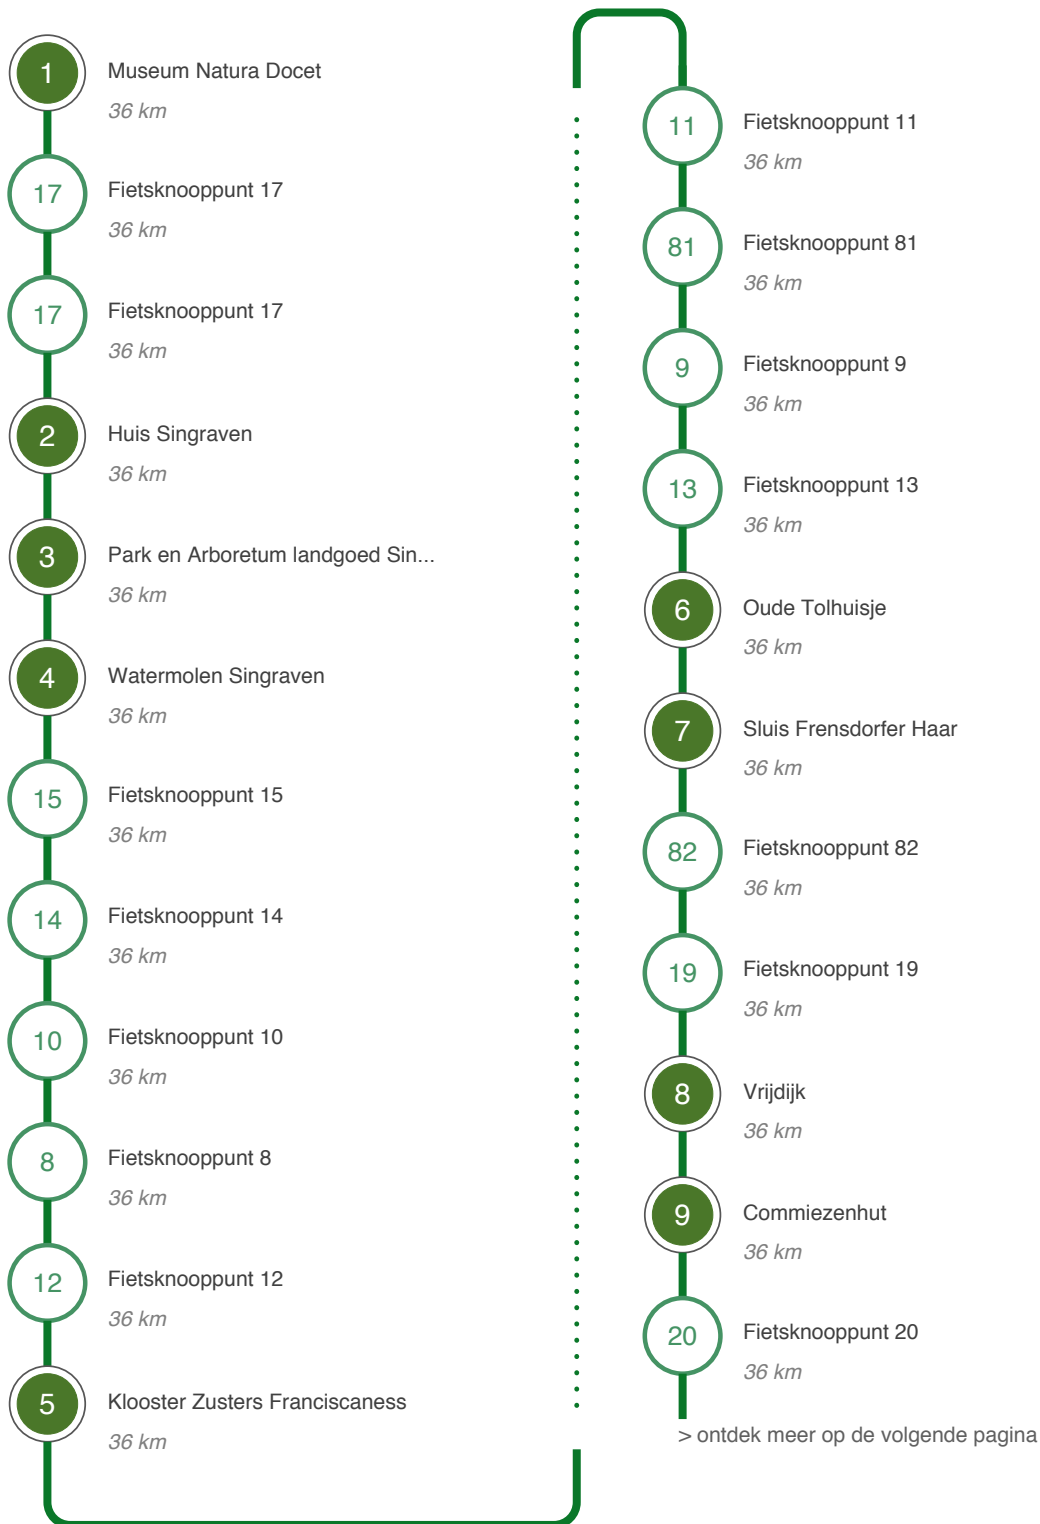 1
Museum Natura Docet
36 km
17
Fietsknooppunt 17
36 km
17
Fietsknooppunt 17
36 km
2
Huis Singraven
36 km
3
Park en Arboretum landgoed Sin...
36 km
4
Watermolen Singraven
36 km
15
Fietsknooppunt 15
36 km
14
Fietsknooppunt 14
36 km
10
Fietsknooppunt 10
36 km
8
Fietsknooppunt 8
36 km
12
Fietsknooppunt 12
36 km
5
Klooster Zusters Franciscaness
36 km
11
Fietsknooppunt 11
36 km
81
Fietsknooppunt 81
36 km
9
Fietsknooppunt 9
36 km
13
Fietsknooppunt 13
36 km
6
Oude Tolhuisje
36 km
7
Sluis Frensdorfer Haar
36 km
82
Fietsknooppunt 82
36 km
19
Fietsknooppunt 19
36 km
8
Vrijdijk
36 km
9
Commiezenhut
36 km
20
Fietsknooppunt 20
36 km
> ontdek meer op de volgende pagina